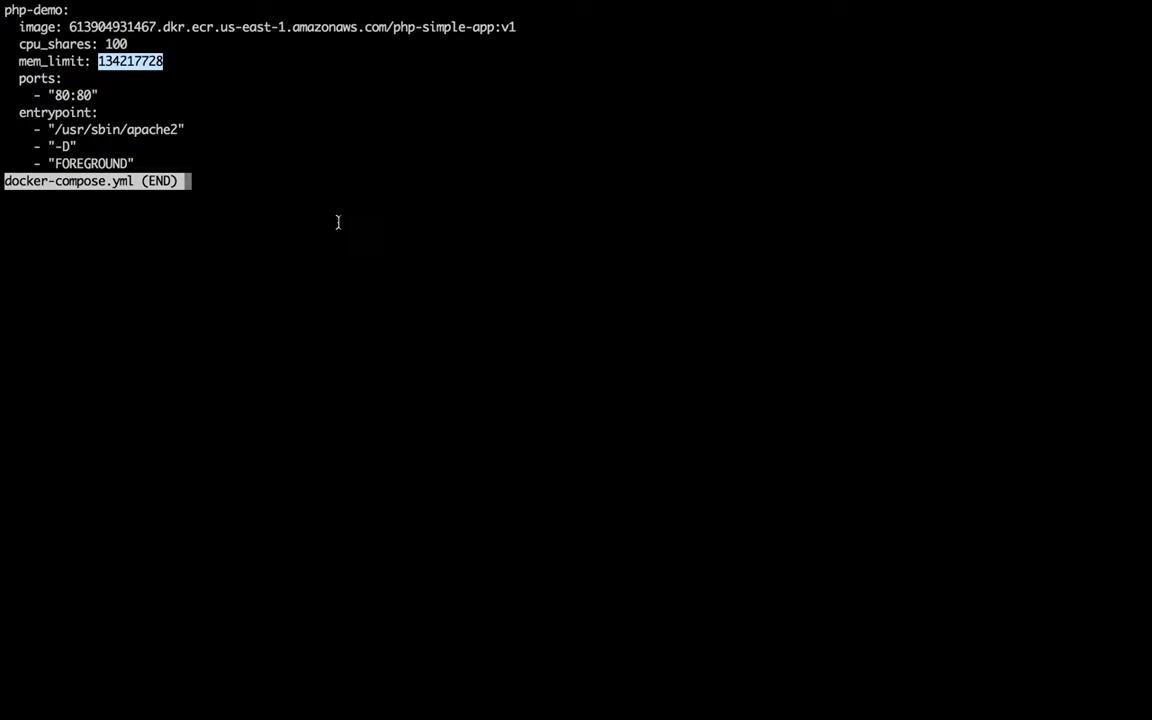 php-demo:
  image: 613904931467.dkr.ecr.us-east-1.amazonaws.com/php-simple-app:v1
  cpu_shares: 100
  mem_limit: 134217728
  ports:
    - "80:80"
  entrypoint:
    - "/usr/sbin/apache2"
    - "-D"
    - "FOREGROUND"
docker-compose.yml (END)